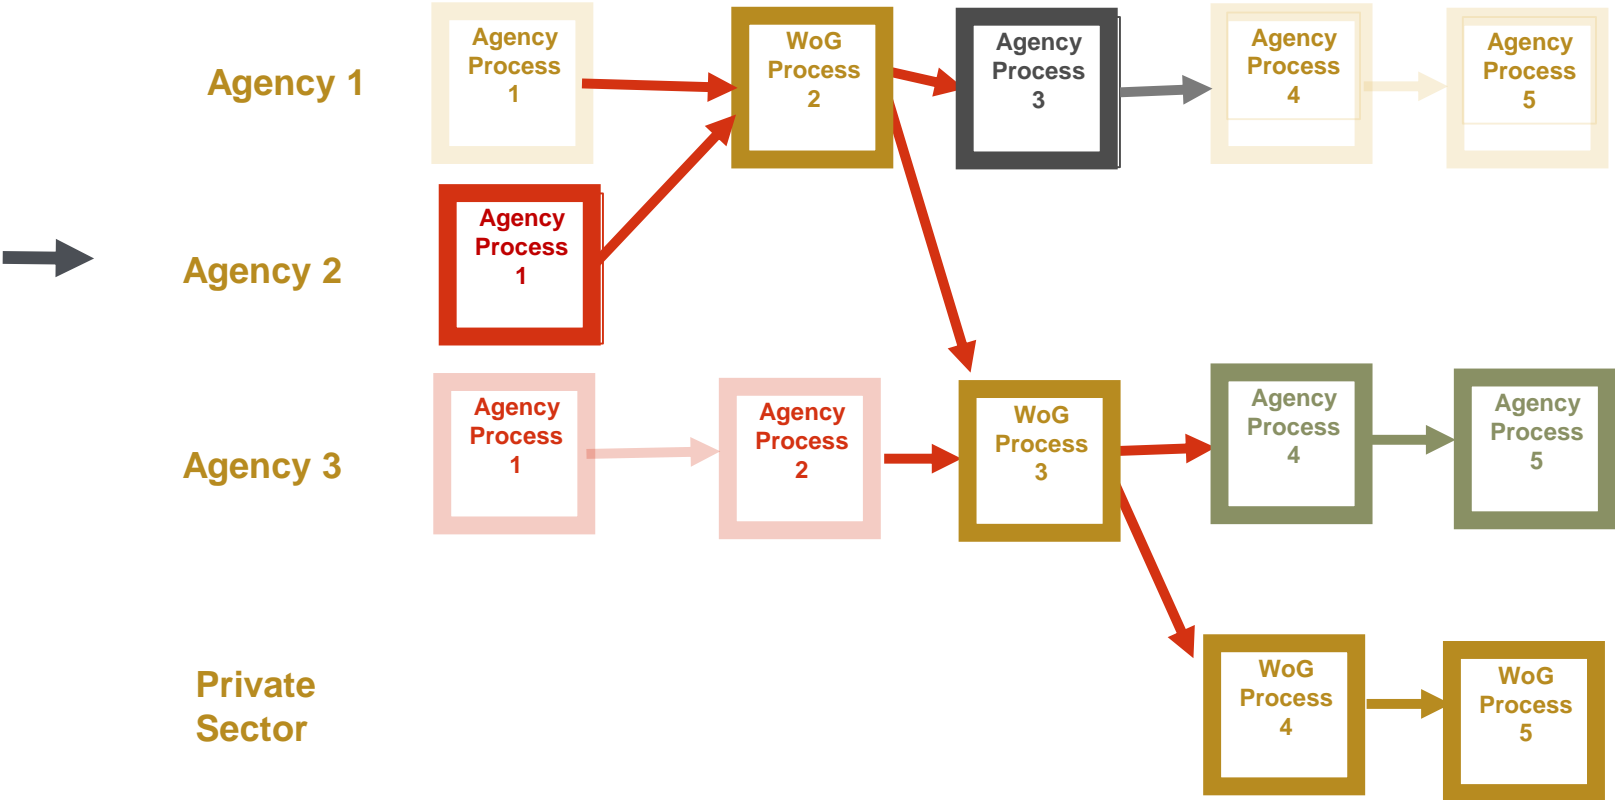 Agency 1
Agency
Process
1
WoG
Process
2
Agency
Process
3
Agency
Process
4
Agency
Process
5
Agency 2
Agency
Process
1
Agency 3
Agency
Process
1
Agency
Process
2
WoG
Process
3
Agency
Process
4
Agency
Process
5
Private
Sector
WoG
Process
4
WoG
Process
5